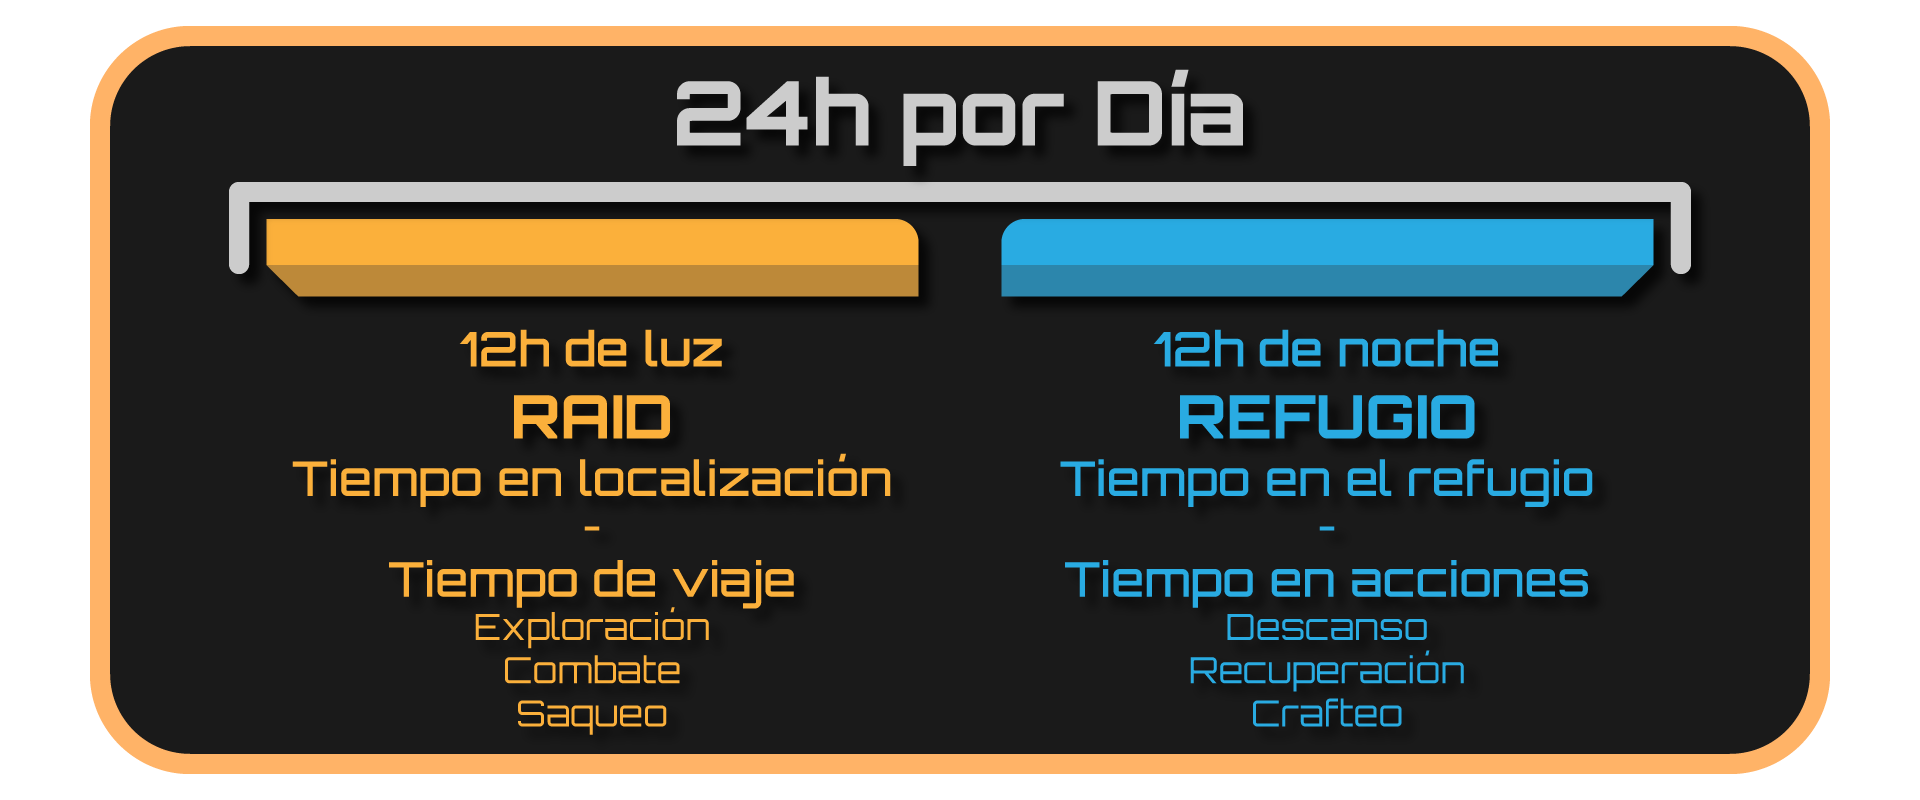 24h por Día
12h de luz
RAID
Tiempo en localización
-
Tiempo de viaje
Exploración
Combate
Saqueo
12h de noche
REFUGIO
Tiempo en el refugio
-
Tiempo en acciones
Descanso
Recuperación
Crafteo